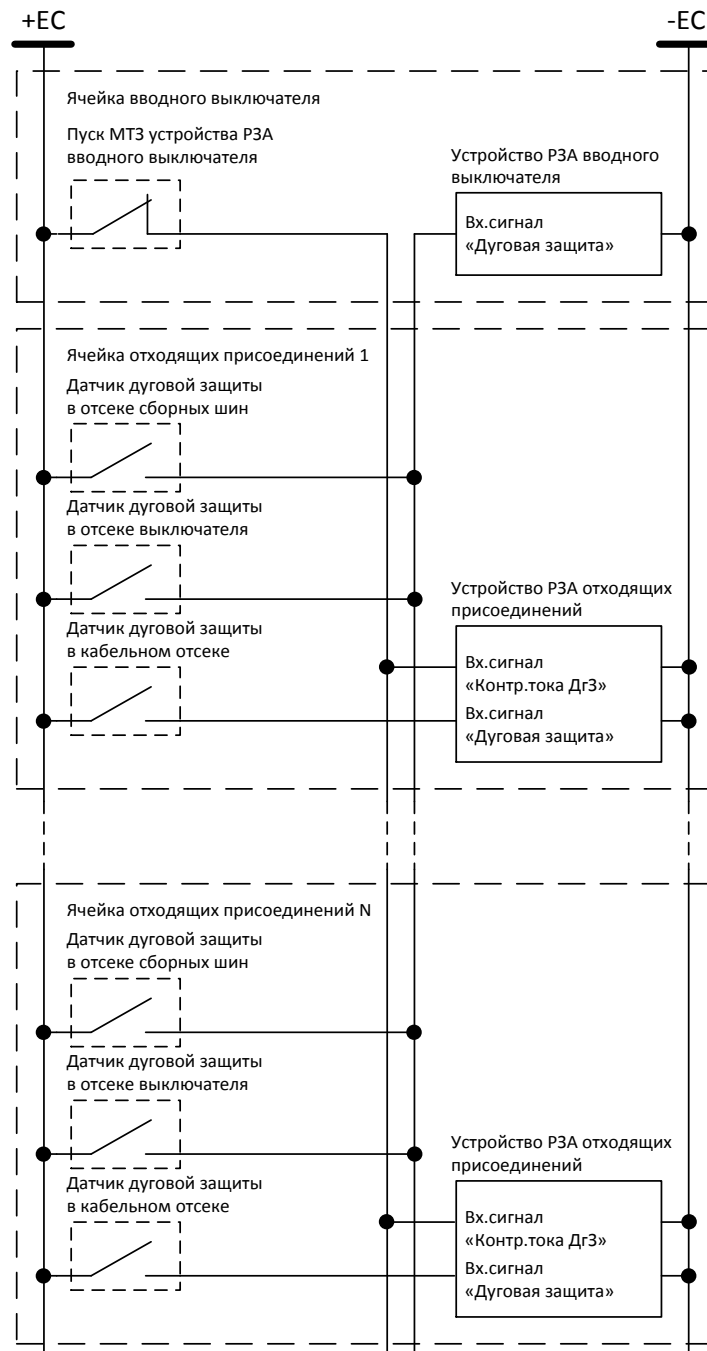 +ЕС
-ЕС
Ячейка вводного выключателя
Пуск МТЗ устройства РЗА
вводного выключателя
Устройство РЗА вводного
выключателя
Вх.сигнал
«Дуговая защита»
Ячейка отходящих присоединений 1
Датчик дуговой защиты
в отсеке сборных шин
Датчик дуговой защиты
в отсеке выключателя
Датчик дуговой защиты
в кабельном отсеке
Устройство РЗА отходящих
присоединений
Вх.сигнал
«Контр.тока ДгЗ»
Вх.сигнал
«Дуговая защита»
Ячейка отходящих присоединений N
Датчик дуговой защиты
в отсеке сборных шин
Датчик дуговой защиты
в отсеке выключателя
Датчик дуговой защиты
в кабельном отсеке
Устройство РЗА отходящих
присоединений
Вх.сигнал
«Контр.тока ДгЗ»
Вх.сигнал
«Дуговая защита»